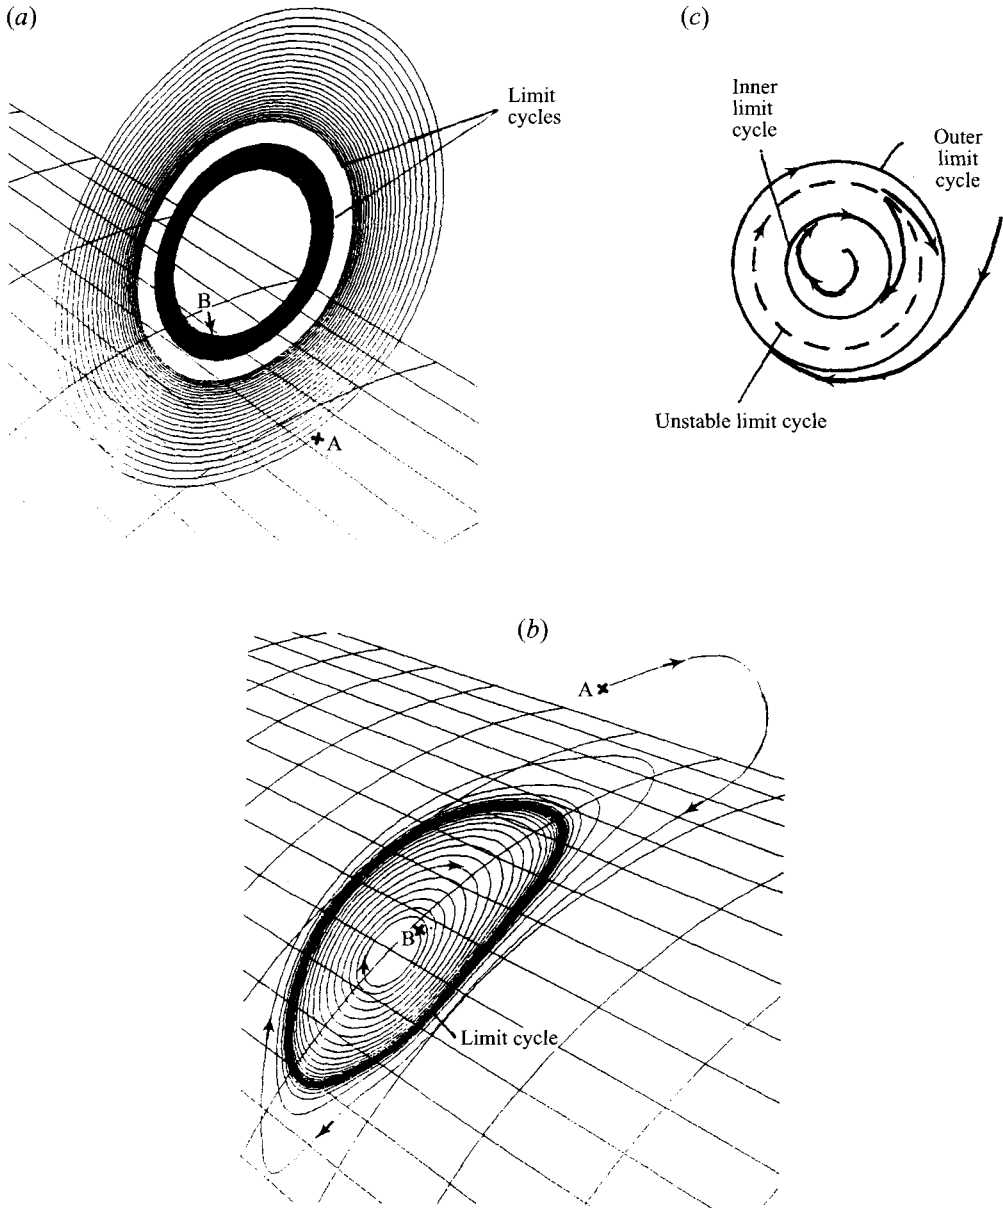 (a)
Limit
cycles
B
A
(c)
Inner
limit
cycle
Outer
limit
cycle
Unstable limit cycle
(b)
A
B
Limit cycle